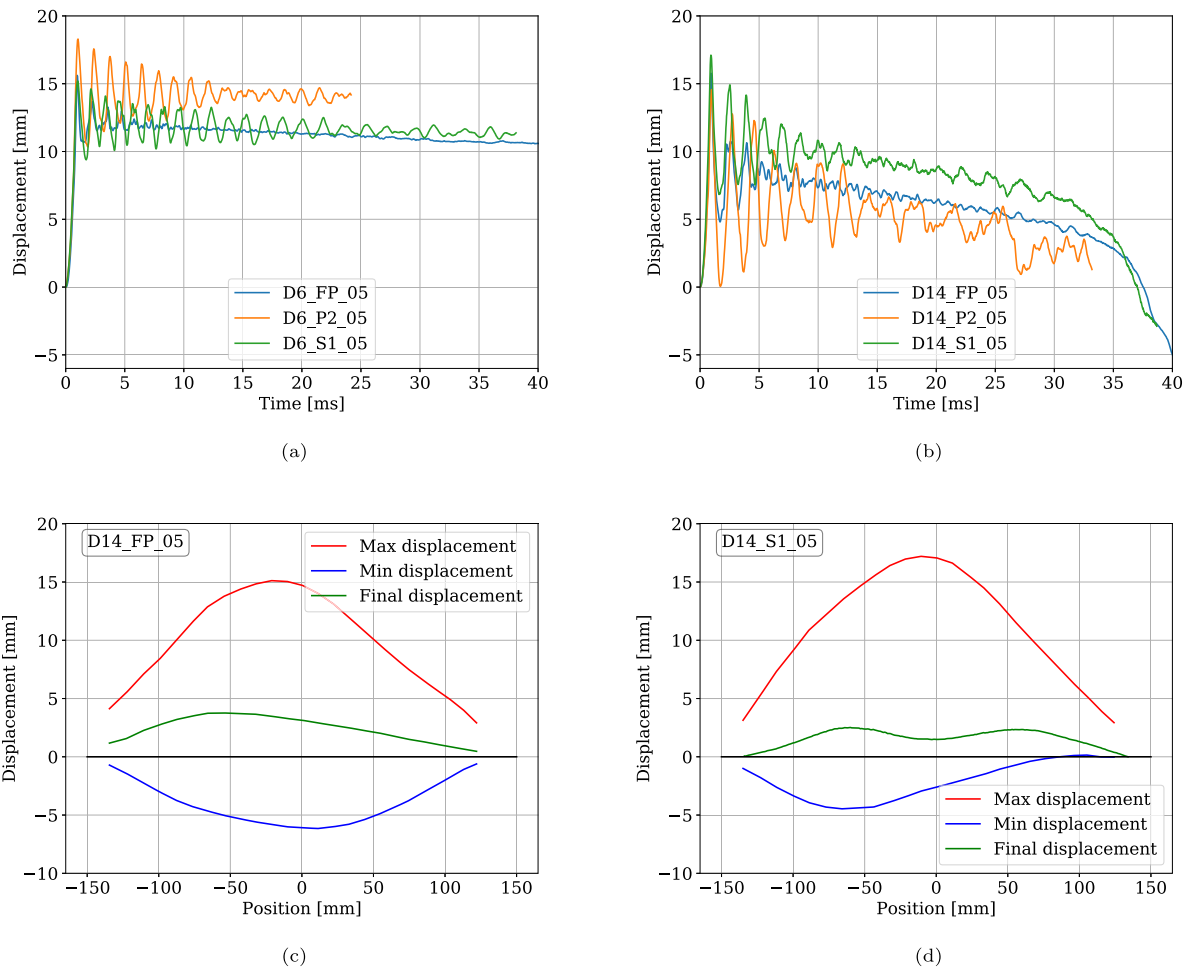 20
15
10
5
0
−5
Displacement [mm]
D6_FP_05
D6_P2_05
D6_S1_05
0 5 10 15 20 25 30 35 40
Time [ms]
(a)
20
15
10
5
0
−5
Displacement [mm]
D14_FP_05
D14_P2_05
D14_S1_05
0 5 10 15 20 25 30 35 40
Time [ms]
(b)
20
15
10
5
0
−5
−10
Displacement [mm]
D14_FP_05
Max displacement
Min displacement
Final displacement
−150 −100 −50 0 50 100 150
Position [mm]
(c)
20
15
10
5
0
−5
−10
Displacement [mm]
D14_S1_05
Max displacement
Min displacement
Final displacement
−150 −100 −50 0 50 100 150
Position [mm]
(d)